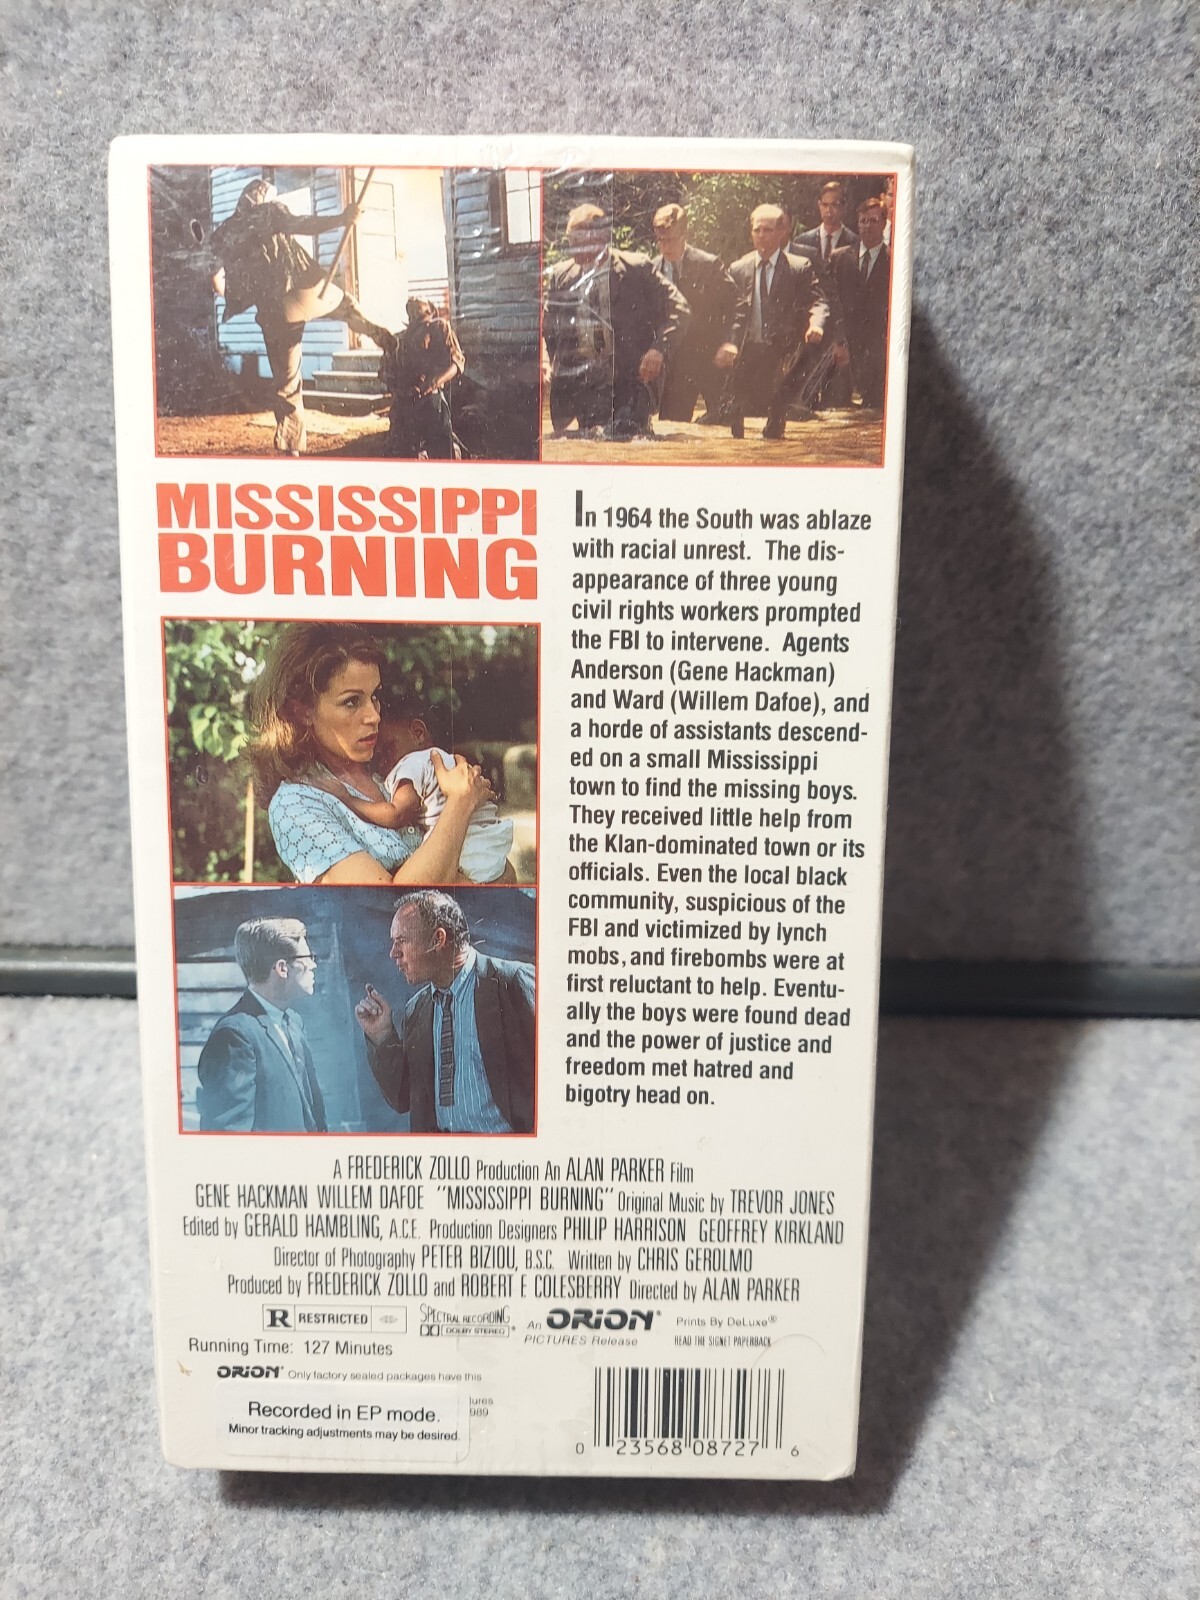 MISSISSIPPI
BURNING
In 1964 the South was ablaze
with racial unrest. The dis-
appearance of three young
civil rights workers prompted
the FBI to intervene. Agents
Anderson (Gene Hackman)
and Ward (Willem Dafoe), and
a horde of assistants descend-
ed on a small Mississippi
town to find the missing boys.
They received little help from
the Klan-dominated town or its
officials. Even the local black
community, suspicious of the
FBI and victimized by lynch
mobs, and firebombs were at
first reluctant to help. Eventu-
ally the boys were found dead
and the power of justice and
freedom met hatred and
bigotry head on.
A FREDERICK ZOLLO Production An ALAN PARKER Film
GENE HACKMAN WILLEM DAFOE "MISSISSIPPI BURNING" Original Music by TREVOR JONES
Edited by GERALD HAMBLING, A.C.E. Production Designers PHILIP HARRISON GEOFFREY KIRKLAND
Director of Photography PETER BIZIOU, B.S.C. Written by CHRIS GEROLMO
Produced by FREDERICK ZOLLO and ROBERT F. COLESBERRY Directed by ALAN PARKER
R RESTRICTED
SPECTRAL RECORDING
DOLBY STEREO
An ORION®
PICTURES Release
Prints By DeLuxe®
READ THE SIGNET PAPERBACK
Running Time: 127 Minutes
ORION® Only factory sealed packages have this
tures
989
Recorded in EP mode.
Minor tracking adjustments may be desired.
0 23568 08727 6